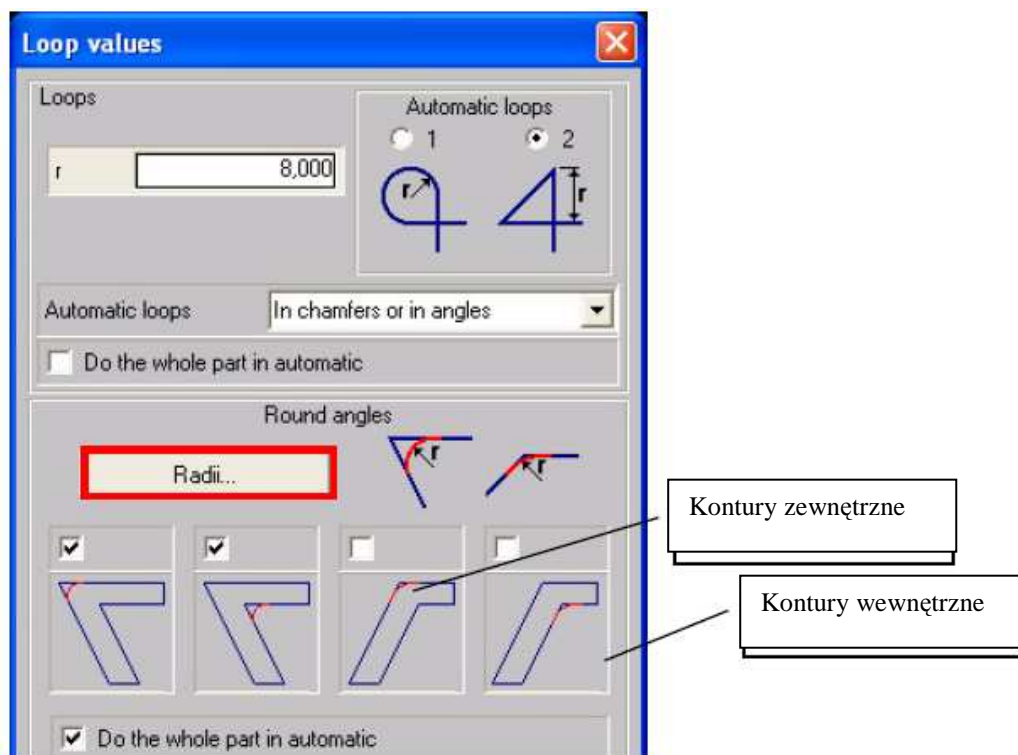 Loop values
Loops
Automatic loops
1 2
r 8,000
r r
Automatic loops In chamfers or in angles
Do the whole part in automatic
Round angles
Radii...
r r
Kontury zewnętrzne
Kontury wewnętrzne
Do the whole part in automatic